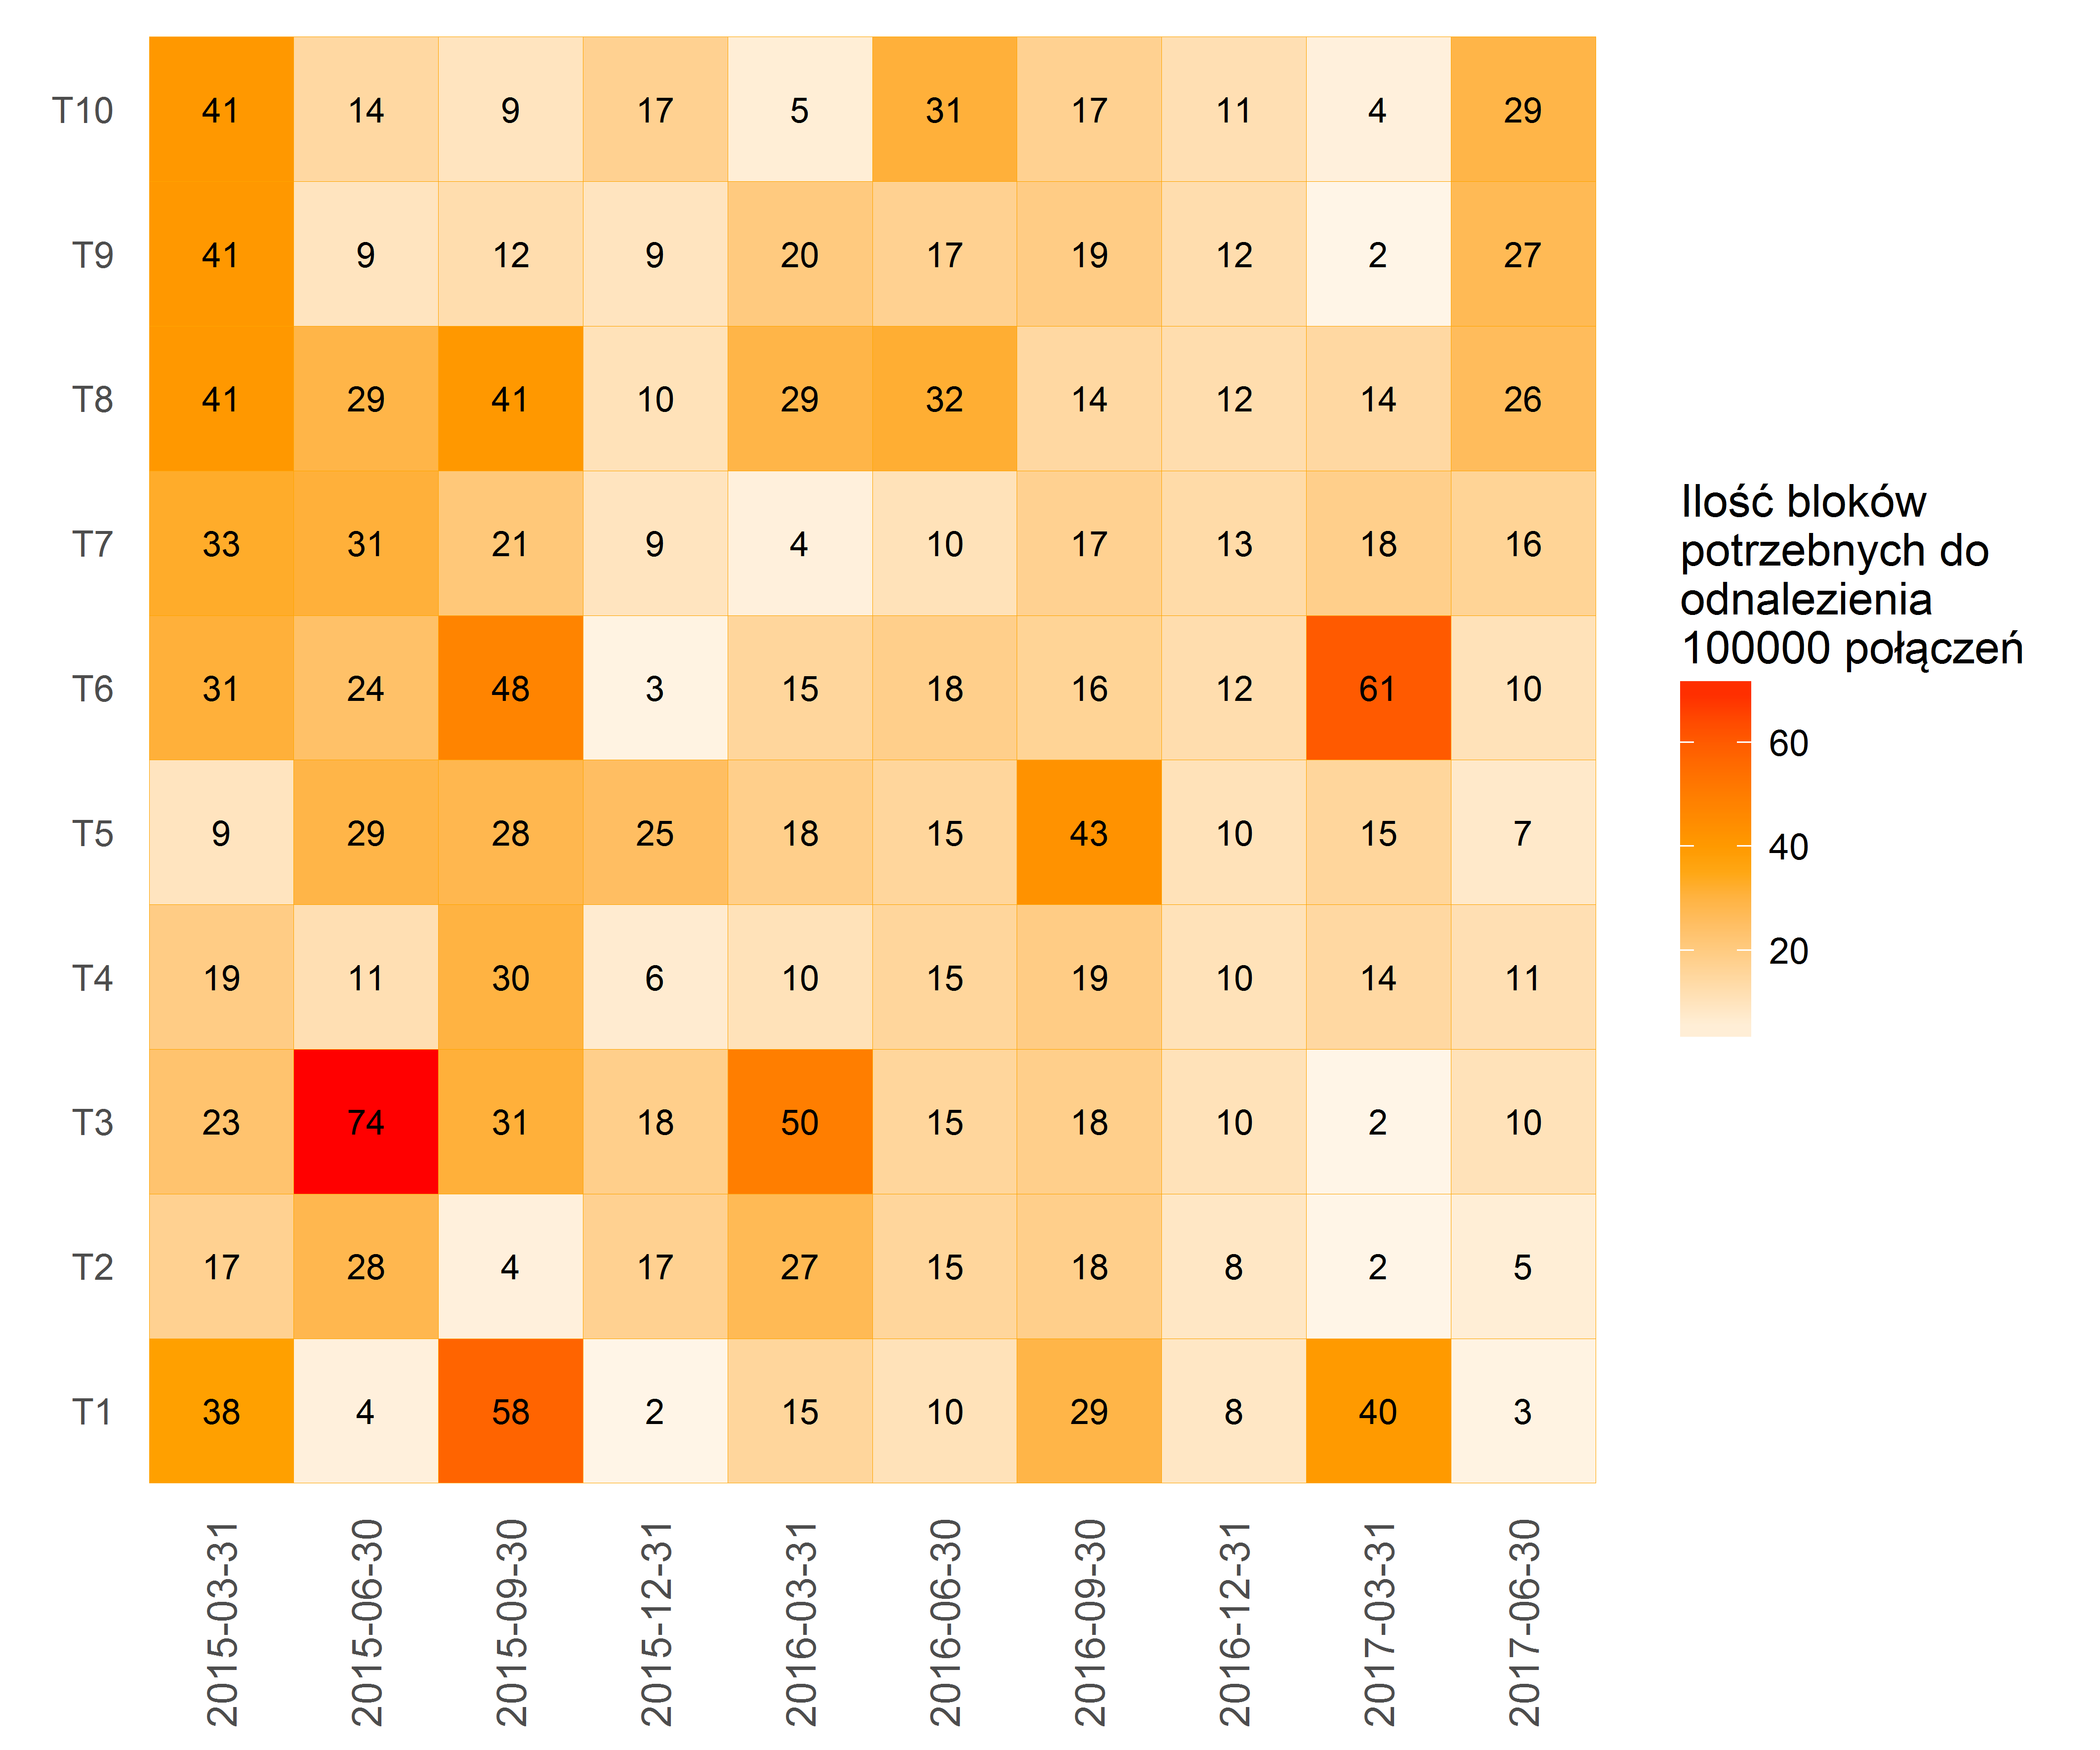 T10 41 14 9 17 5 31 17 11 4 29
T9 41 9 12 9 20 17 19 12 2 27
T8 41 29 41 10 29 32 14 12 14 26
T7 33 31 21 9 4 10 17 13 18 16
T6 31 24 48 3 15 18 16 12 61 10
T5 9 29 28 25 18 15 43 10 15 7
T4 19 11 30 6 10 15 19 10 14 11
T3 23 74 31 18 50 15 18 10 2 10
T2 17 28 4 17 27 15 18 8 2 5
T1 38 4 58 2 15 10 29 8 40 3
2015-03-31
2015-06-30
2015-09-30
2015-12-31
2016-03-31
2016-06-30
2016-09-30
2016-12-31
2017-03-31
2017-06-30
Ilość bloków
potrzebnych do
odnalezienia
100000 połączeń
60
40
20